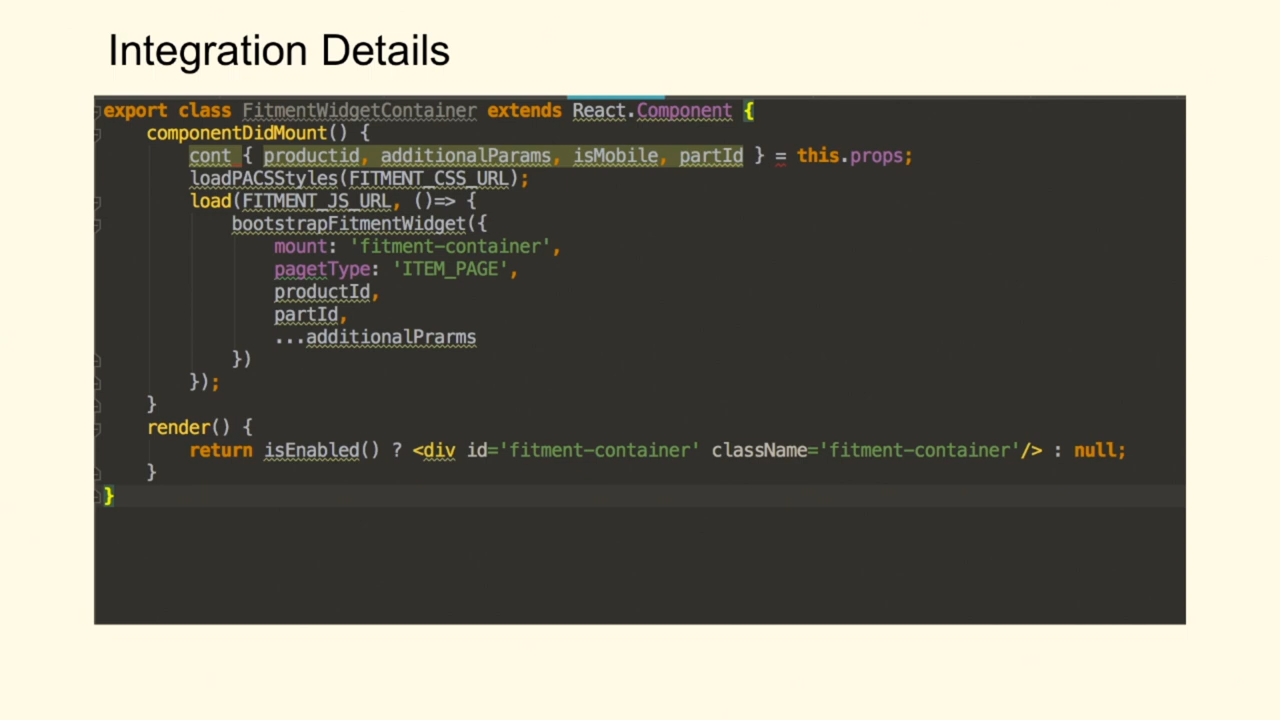 Integration Details
export class FitmentWidgetContainer extends React.Component {
componentDidMount() {
cont { productid, additionalParams, isMobile, partId } = this.props;
loadPACSStyles(FITMENT_CSS_URL);
load(FITMENT_JS_URL, ()=> {
bootstrapFitmentWidget({
mount: 'fitment-container',
pagetType: 'ITEM_PAGE',
productId,
partId,
...additionalPrarms
})
});
}
render() {
return isEnabled() ? <div id='fitment-container' className='fitment-container'/> : null;
}
}